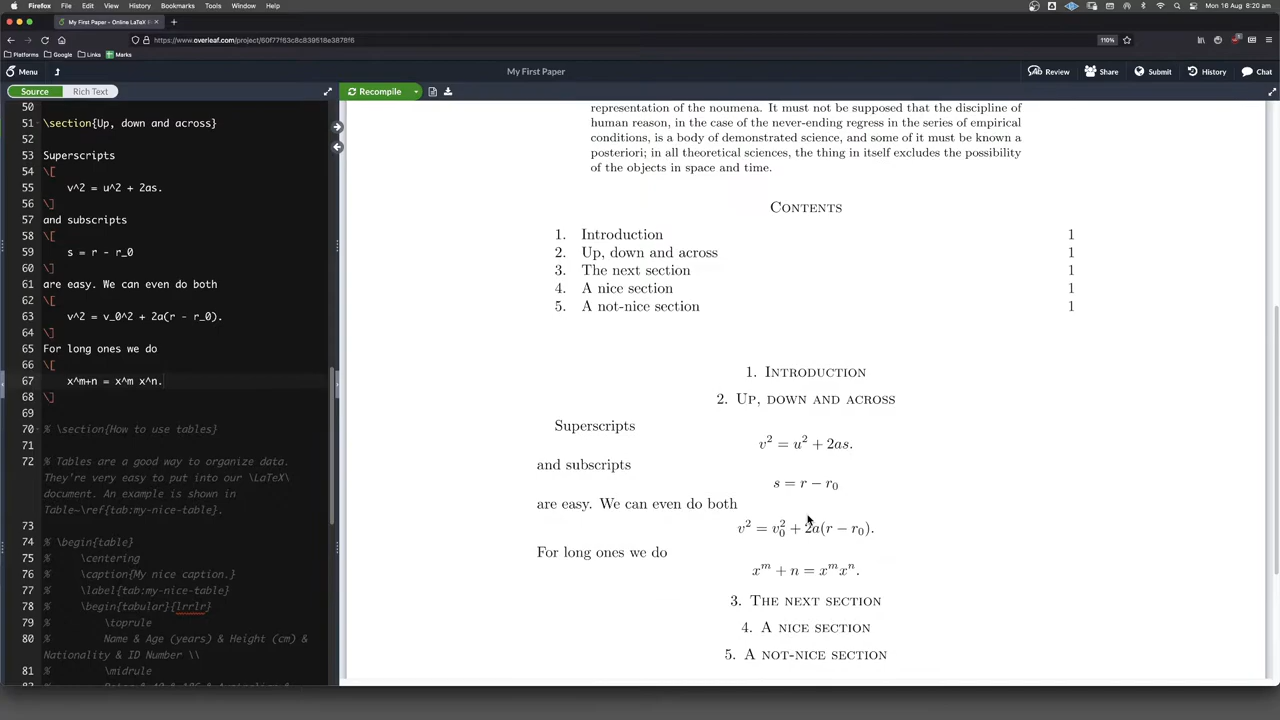 Firefox File Edit View History Bookmarks Tools Window Help Mon 16 Aug 8:20 am
My First Paper – Online LaTeX E
https://www.overleaf.com/project/60f77f63c8c839518e3878f6 110%
Platforms Google Links Marks
Menu My First Paper Review Share Submit History Chat
Source Rich Text Recompile
50
51 \section{Up, down and across}
52
53 Superscripts
54 \[
55 v^2 = u^2 + 2as.
56 \]
57 and subscripts
58 \[
59 s = r - r_0
60 \]
61 are easy. We can even do both
62 \[
63 v^2 = v_0^2 + 2a(r - r_0).
64 \]
65 For long ones we do
66 \[
67 x^m+n = x^m x^n.
68 \]
69
70 % \section{How to use tables}
71
72 % Tables are a good way to organize data.
They're very easy to put into our \LaTeX\
document. An example is shown in
Table~\ref{tab:my-nice-table}.
73
74 % \begin{table}
75 % \centering
76 % \caption{My nice caption.}
77 % \label{tab:my-nice-table}
78 % \begin{tabular}{lrrlr}
79 % \toprule
80 % Name & Age (years) & Height (cm) &
Nationality & ID Number \\
81 % \midrule
representation of the noumena. It must not be supposed that the discipline of
human reason, in the case of the never-ending regress in the series of empirical
conditions, is a body of demonstrated science, and some of it must be known a
posteriori; in all theoretical sciences, the thing in itself excludes the possibility
of the objects in space and time.
Contents
1. Introduction 1
2. Up, down and across 1
3. The next section 1
4. A nice section 1
5. A not-nice section 1
1. Introduction
2. Up, down and across
Superscripts
v² = u² + 2as.
and subscripts
s = r − r₀
are easy. We can even do both
v² = v₀² + 2a(r − r₀).
For long ones we do
xᵐ + n = xᵐxⁿ.
3. The next section
4. A nice section
5. A not-nice section